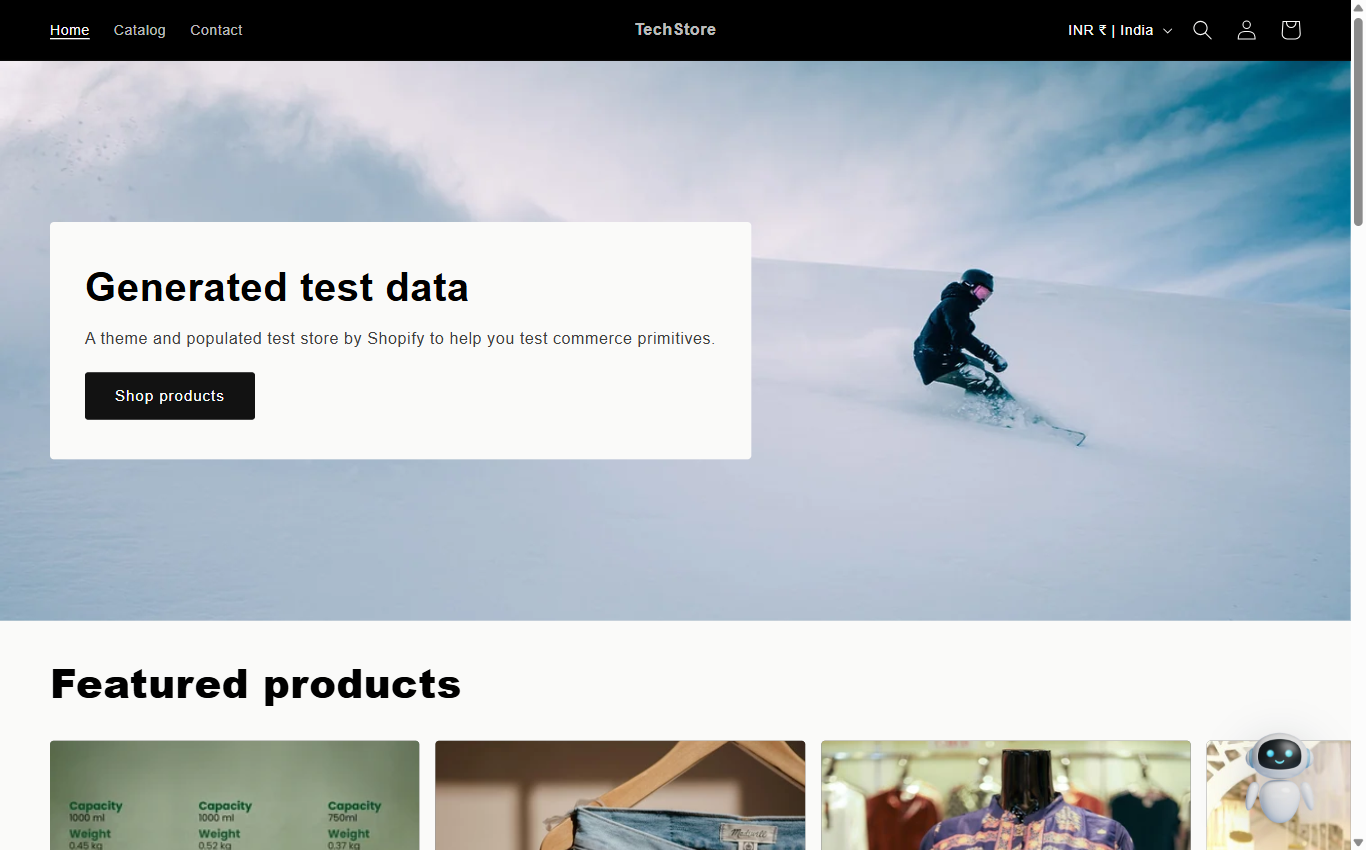 Home Catalog Contact TechStore INR ₹ | India
Generated test data
A theme and populated test store by Shopify to help you test commerce primitives.
Shop products
Featured products
Capacity Capacity Capacity
1000 ml 1000 ml 750ml
Weight Weight Weight
0.45 kg 0.52 kg 0.37 kg
Madewell